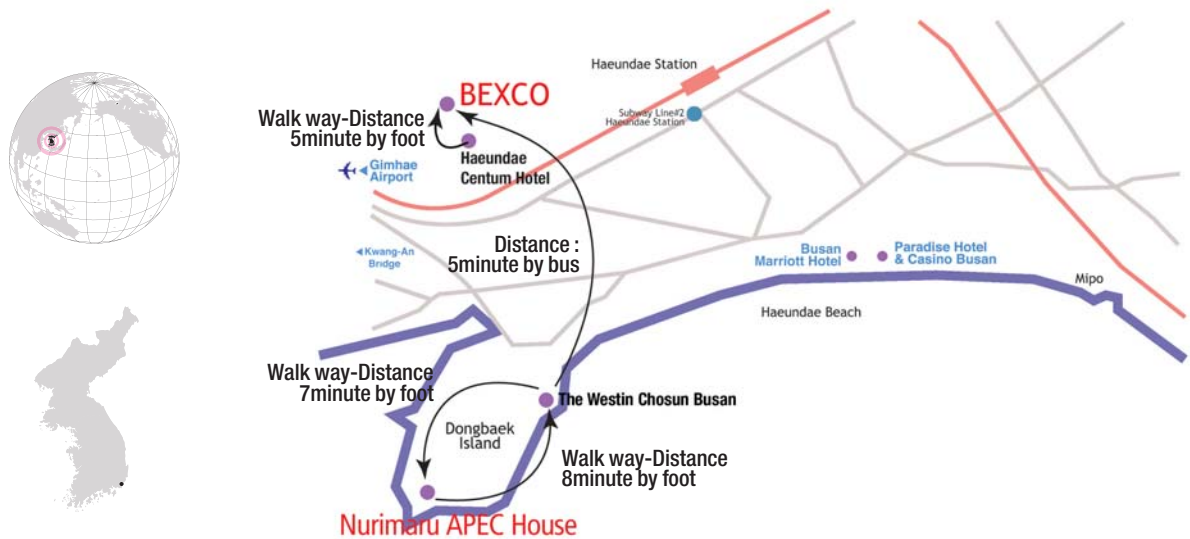 Haeundae Station
BEXCO
Subway Line#2
Haeundae Station
Walk way-Distance
5minute by foot
Haeundae
Centum Hotel
Gimhae
Airport
Distance :
5minute by bus
Kwang-An
Bridge
Busan
Marriott Hotel
Paradise Hotel
& Casino Busan
Mipo
Haeundae Beach
Walk way-Distance
7minute by foot
The Westin Chosun Busan
Dongbaek
Island
Walk way-Distance
8minute by foot
Nurimaru APEC House